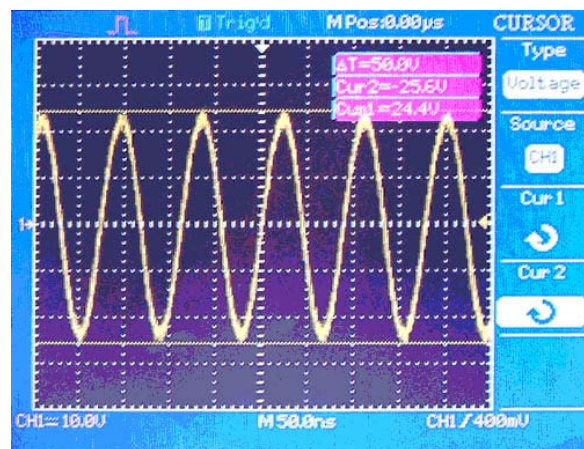 Trig'd M Pos:0.00µs CURSOR
Type
Voltage
Source
CH1
Cur 1
Cur 2
ΔT=50.0V
Cur2=-25.6V
Cur1=24.4V
1
CH1 10.0V M 50.0ns CH1 / 400mV